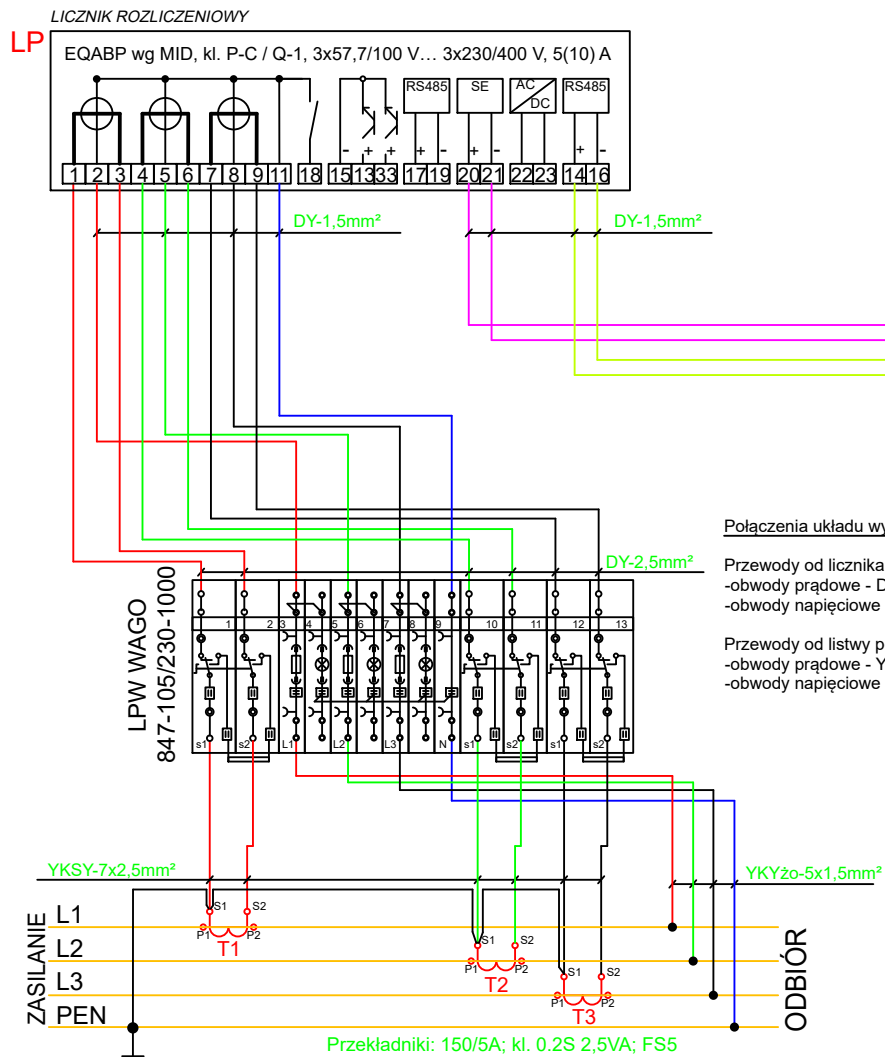 LICZNIK ROZLICZENIOWY
LP
EQABP wg MID, kl. P-C / Q-1, 3x57,7/100 V... 3x230/400 V, 5(10) A
RS485 SE AC DC RS485
- + + + - + - + -
1 2 3 4 5 6 7 8 9 11 18 15 13 33 17 19 20 21 22 23 14 16
DY-1,5mm² DY-1,5mm²
Połączenia układu wy
DY-2,5mm²
Przewody od licznika
-obwody prądowe - D
-obwody napięciowe
Przewody od listwy p
-obwody prądowe - Y
-obwody napięciowe
LPW WAGO
847-105/230-1000
1 2 3 4 5 6 7 8 9 10 11 12 13
s1 s2 L1 L2 L3 N s1 s2 s1 s2
YKSY-7x2,5mm² YKYżo-5x1,5mm²
ZASILANIE
ODBIÓR
S1 S2
L1
P1 P2
T1
S1 S2
L2
P1 P2
T2
S1 S2
L3
P1 P2
T3
PEN
Przekładniki: 150/5A; kl. 0.2S 2,5VA; FS5